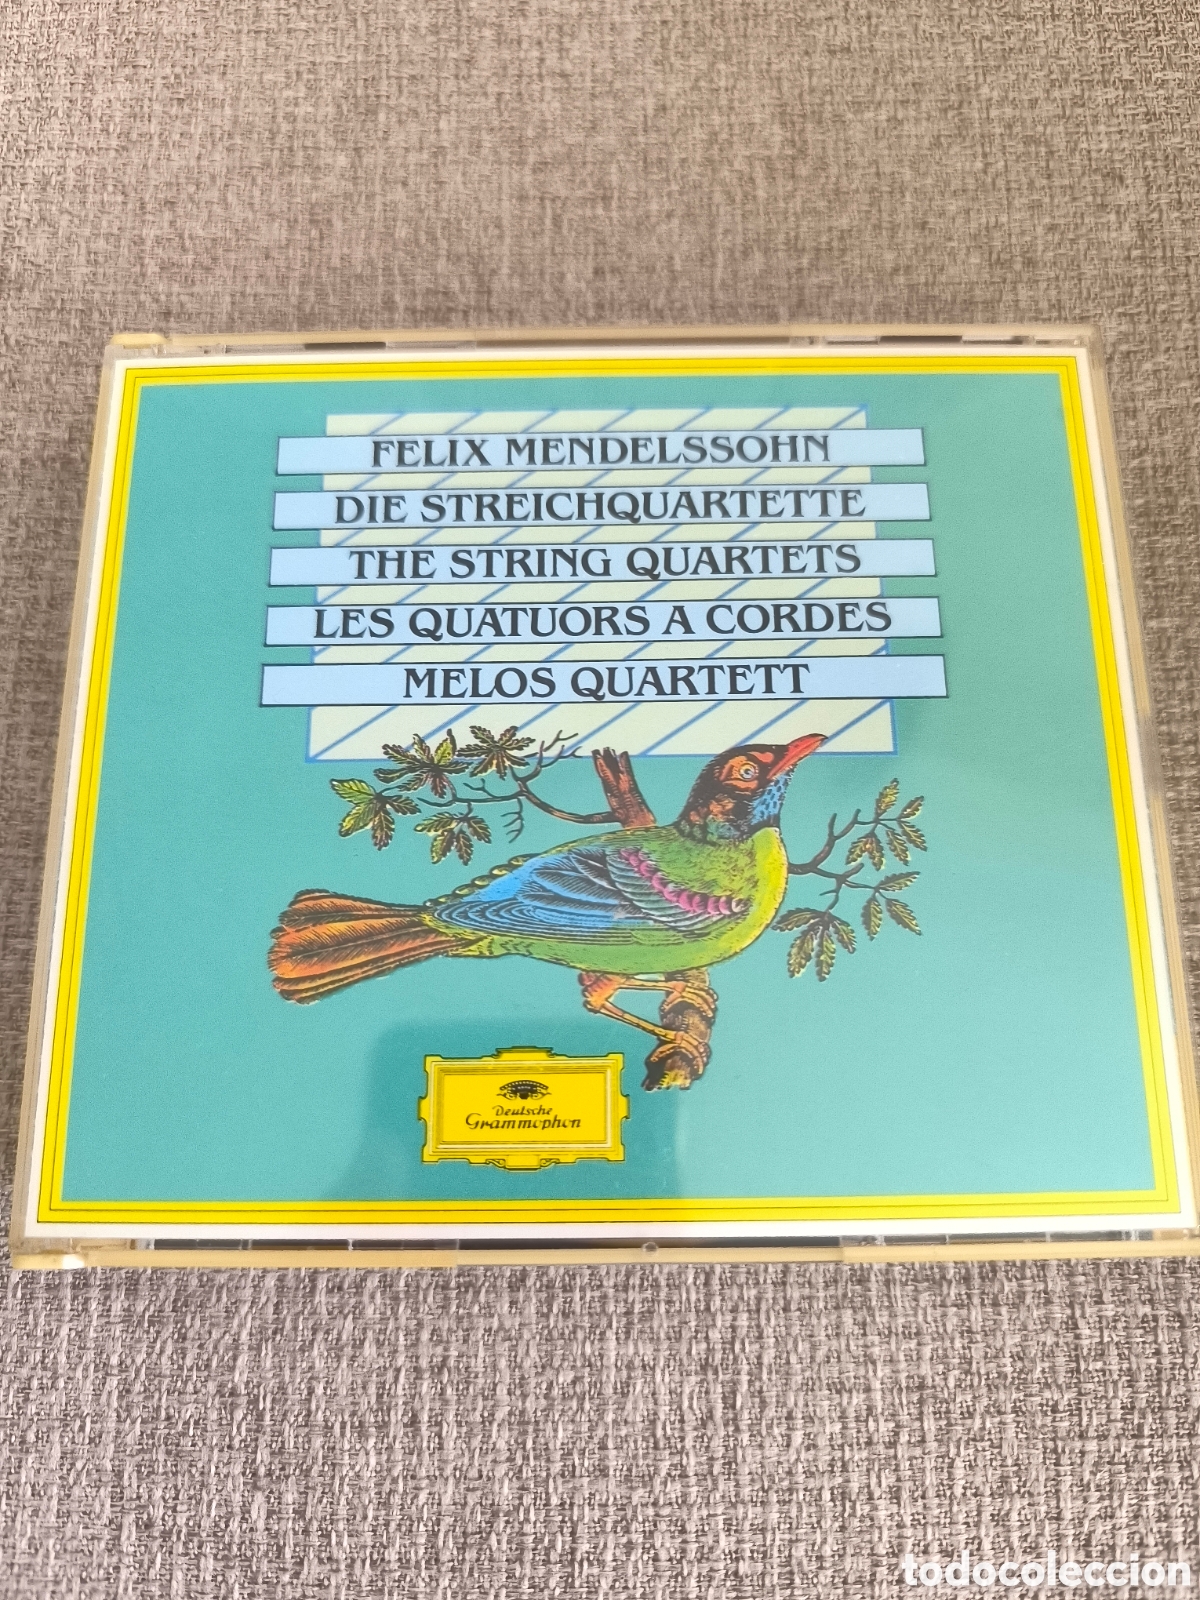 FELIX MENDELSSOHN
DIE STREICHQUARTETTE
THE STRING QUARTETS
LES QUATUORS A CORDES
MELOS QUARTETT
Deutsche
Grammophon
todocoleccion